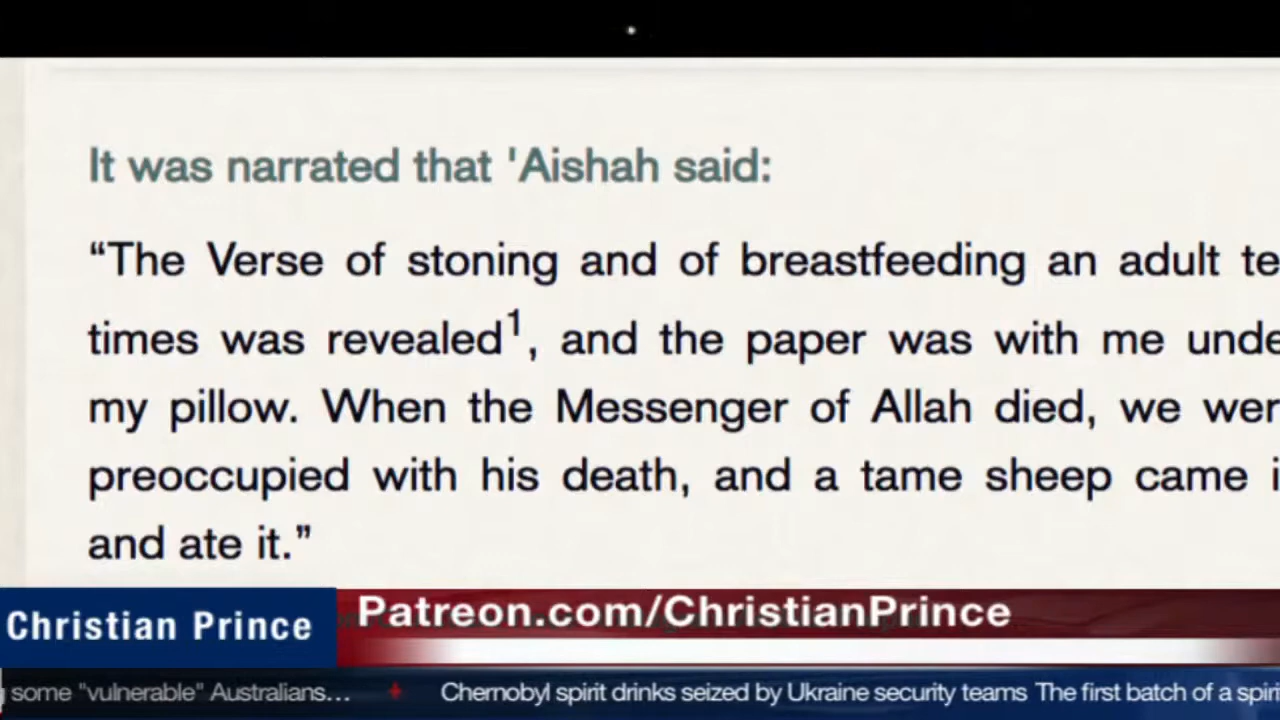 It was narrated that 'Aishah said:
“The Verse of stoning and of breastfeeding an adult te
times was revealed1, and the paper was with me unde
my pillow. When the Messenger of Allah died, we wer
preoccupied with his death, and a tame sheep came i
and ate it.”
Christian Prince
Patreon.com/ChristianPrince
some "vulnerable" Australians... Chernobyl spirit drinks seized by Ukraine security teams The first batch of a spiri